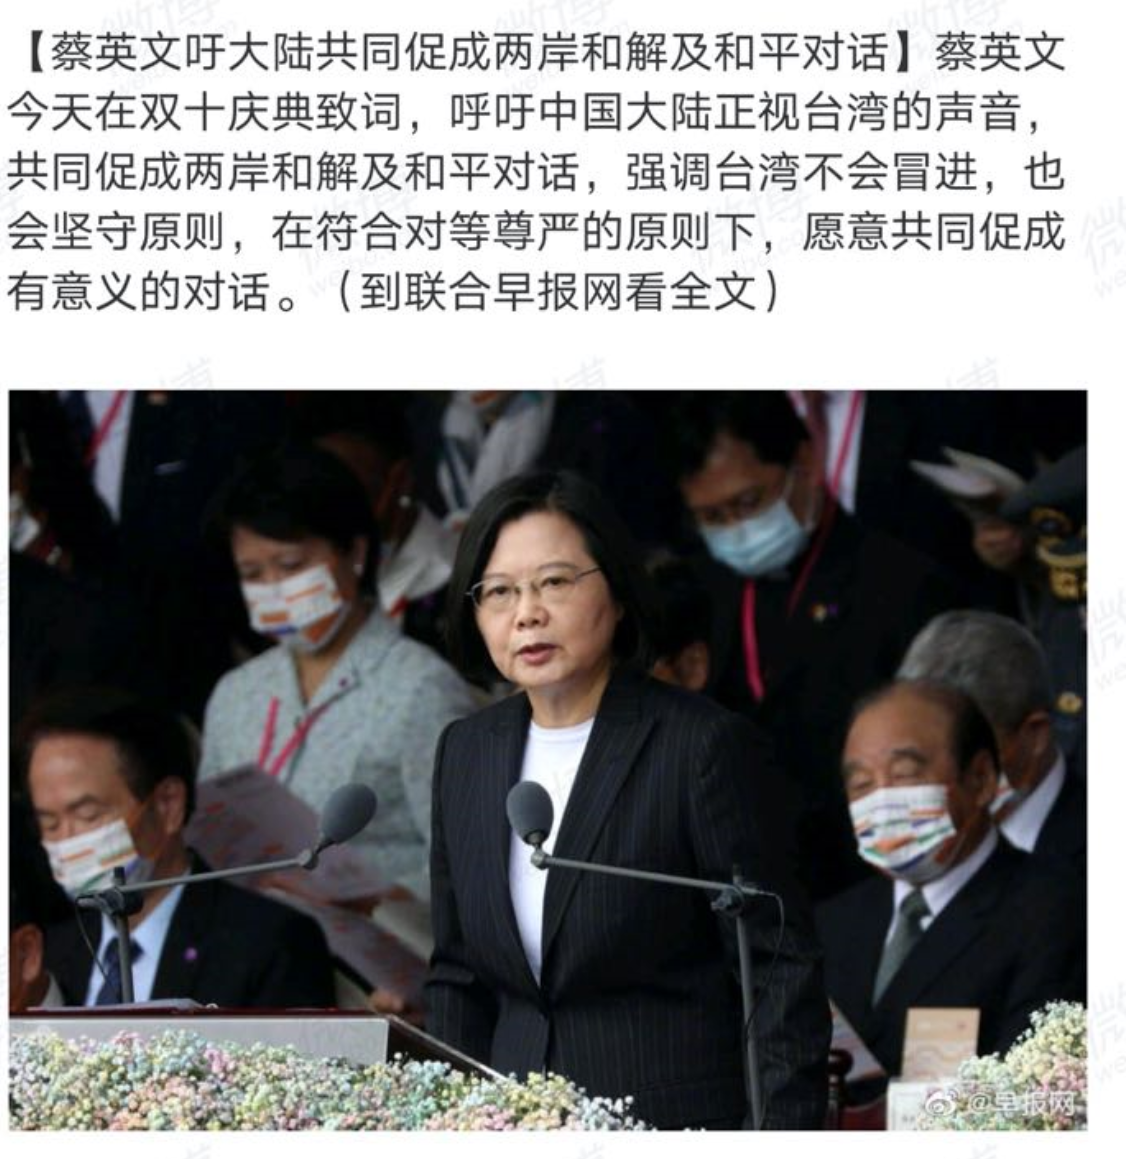 【蔡英文吁大陆共同促成两岸和解及和平对话】蔡英文
今天在双十庆典致词，呼吁中国大陆正视台湾的声音，
共同促成两岸和解及和平对话，强调台湾不会冒进，也
会坚守原则，在符合对等尊严的原则下，愿意共同促成
有意义的对话。（到联合早报网看全文）
@早报网